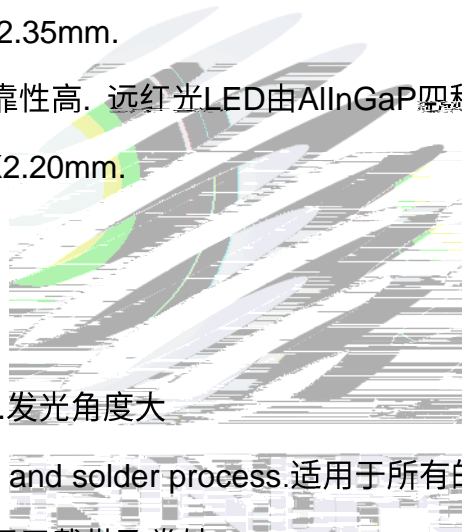 2.35mm.
靠性高. 远红光LED由AlInGaP四
2.20mm.
.发光角度大
and solder process.适用于所有